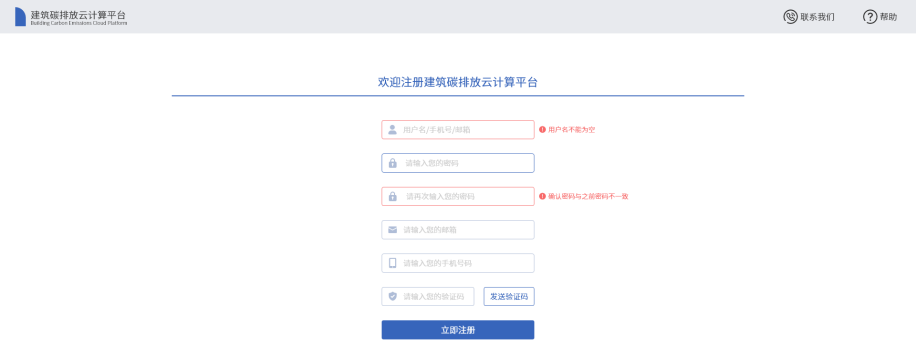 建筑碳排放云计算平台
Building Carbon Emissions Cloud Platform
联系我们
帮助
欢迎注册建筑碳排放云计算平台
用户名/手机号/邮箱
用户名不能为空
请输入您的密码
请再次输入您的密码
确认密码与之前密码不一致
请输入您的邮箱
请输入您的手机号码
请输入您的验证码
发送验证码
立即注册